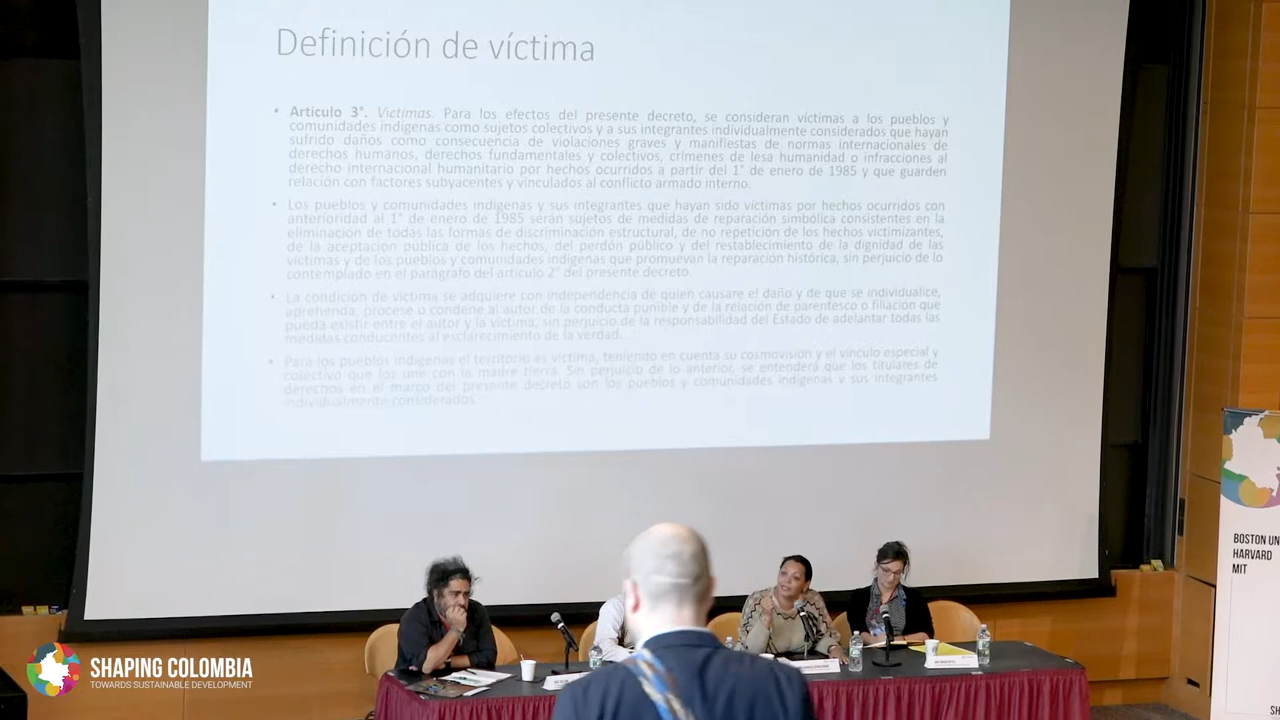 Definición de víctima
• Artículo 3°. Víctimas. Para los efectos del presente decreto, se consideran víctimas a los pueblos y
comunidades indígenas como sujetos colectivos y a sus integrantes individualmente considerados que hayan
sufrido daños como consecuencia de violaciones graves y manifiestas de normas internacionales de
derechos humanos, derechos fundamentales y colectivos, crímenes de lesa humanidad o infracciones al
derecho internacional humanitario por hechos ocurridos a partir del 1° de enero de 1985 y que guarden
relación con factores subyacentes y vinculados al conflicto armado interno.
• Los pueblos y comunidades indígenas y sus integrantes que hayan sido víctimas por hechos ocurridos con
anterioridad al 1° de enero de 1985 serán sujetos de medidas de reparación simbólica consistentes en la
eliminación de todas las formas de discriminación estructural, de no repetición de los hechos victimizantes,
de la aceptación pública de los hechos, del perdón público y del restablecimiento de la dignidad de las
víctimas y de los pueblos y comunidades indígenas que promuevan la reparación histórica, sin perjuicio de lo
contemplado en el parágrafo del artículo 2° del presente decreto.
• La condición de víctima se adquiere con independencia de quien causare el daño y de que se individualice,
aprehenda, procese o condene al autor de la conducta punible y de la relación de parentesco o filiación que
pueda existir entre el autor y la víctima, sin perjuicio de la responsabilidad del Estado de adelantar todas las
medidas conducentes al esclarecimiento de la verdad.
• Para los pueblos indígenas el territorio es víctima, teniendo en cuenta su cosmovisión y el vínculo especial y
colectivo que los une con la madre tierra. Sin perjuicio de lo anterior, se entenderá que los titulares de
derechos en el marco del presente decreto son los pueblos y comunidades indígenas y sus integrantes
individualmente considerados.
BOSTON UN
HARVARD
MIT
SH
SHAPING COLOMBIA
TOWARDS SUSTAINABLE DEVELOPMENT